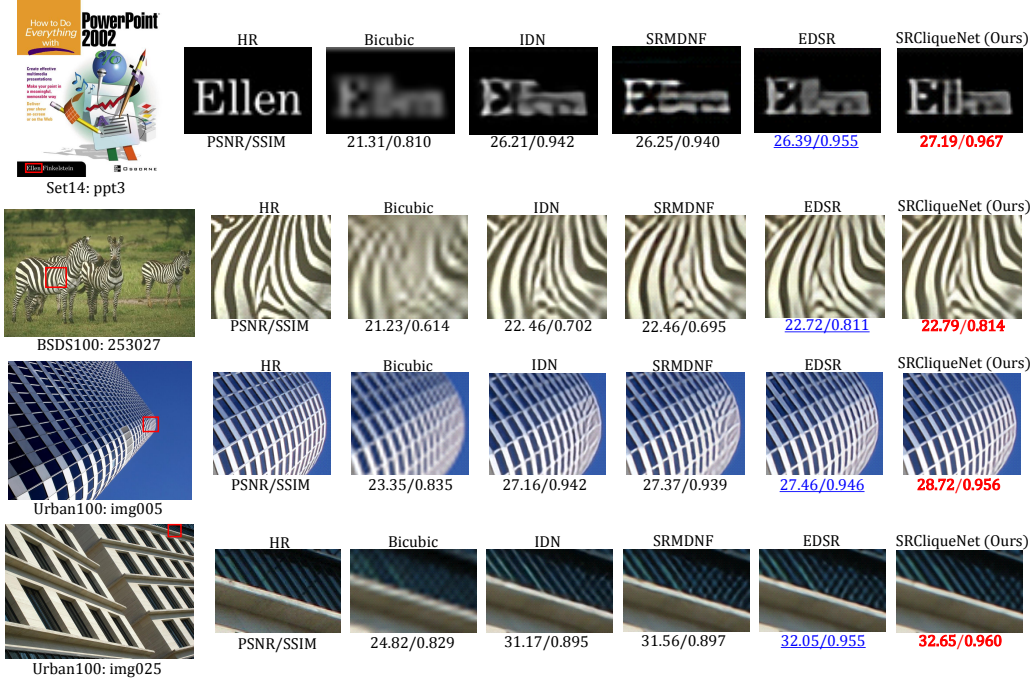 How to Do
Everything
with
PowerPoint
2002
Create effective
multimedia
presentations
Make your point in
a meaningful,
memorable way
Deliver
your show
on screen
or on the Web
Ellen Finkelstein
OSBORNE
Set14: ppt3
HR Bicubic IDN SRMDNF EDSR SRCliqueNet (Ours)
Ellen
PSNR/SSIM 21.31/0.810 26.21/0.942 26.25/0.940 26.39/0.955 27.19/0.967
HR Bicubic IDN SRMDNF EDSR SRCliqueNet (Ours)
PSNR/SSIM 21.23/0.614 22. 46/0.702 22.46/0.695 22.72/0.811 22.79/0.814
BSDS100: 253027
HR Bicubic IDN SRMDNF EDSR SRCliqueNet (Ours)
PSNR/SSIM 23.35/0.835 27.16/0.942 27.37/0.939 27.46/0.946 28.72/0.956
Urban100: img005
HR Bicubic IDN SRMDNF EDSR SRCliqueNet (Ours)
PSNR/SSIM 24.82/0.829 31.17/0.895 31.56/0.897 32.05/0.955 32.65/0.960
Urban100: img025